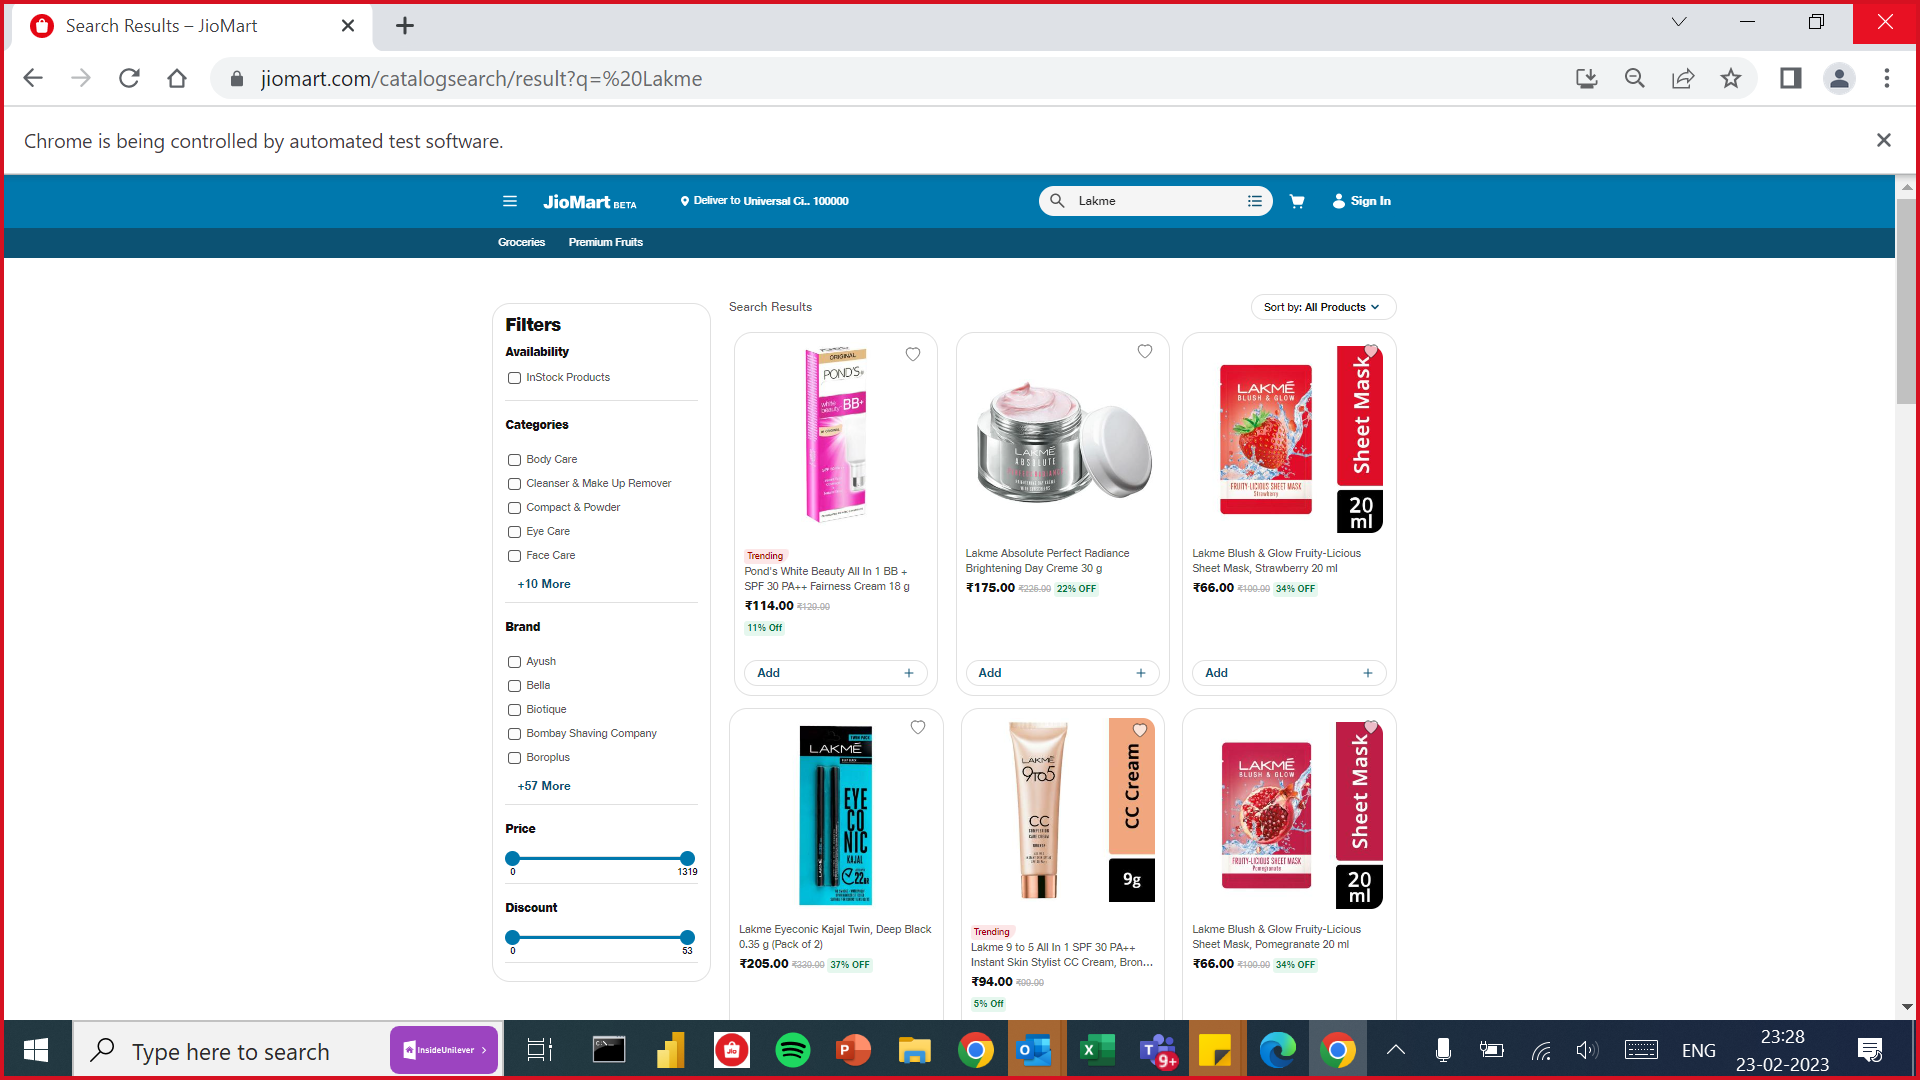 Search Results – JioMart
jiomart.com/catalogsearch/result?q=%20Lakme
Chrome is being controlled by automated test software.
JioMart BETA
Deliver to Universal Ci.. 100000
Lakme
Sign In
Groceries
Premium Fruits
Filters
Availability
InStock Products
Categories
Body Care
Cleanser & Make Up Remover
Compact & Powder
Eye Care
Face Care
+10 More
Brand
Ayush
Bella
Biotique
Bombay Shaving Company
Boroplus
+57 More
Price
0
1319
Discount
0
53
Search Results
Sort by: All Products
ORIGINAL
POND'S
white beauty BB+
Trending
Pond's White Beauty All In 1 BB +
SPF 30 PA++ Fairness Cream 18 g
₹114.00 ₹129.00
11% Off
Add +
LAKMÉ
ABSOLUTE
Lakme Absolute Perfect Radiance
Brightening Day Creme 30 g
₹175.00 ₹225.00 22% OFF
Add +
LAKMÉ
BLUSH & GLOW
FRUITY-LICIOUS SHEET MASK
Strawberry
Sheet Mask
20
ml
Lakme Blush & Glow Fruity-Licious
Sheet Mask, Strawberry 20 ml
₹66.00 ₹100.00 34% OFF
Add +
LAKMÉ
EYE
CO
NIC
KAJAL
22HR
Lakme Eyeconic Kajal Twin, Deep Black
0.35 g (Pack of 2)
₹205.00 ₹330.00 37% OFF
LAKMÉ
9to5
CC
CC Cream
9g
Trending
Lakme 9 to 5 All In 1 SPF 30 PA++
Instant Skin Stylist CC Cream, Bron...
₹94.00 ₹99.00
5% Off
LAKMÉ
BLUSH & GLOW
FRUITY-LICIOUS SHEET MASK
Pomegranate
Sheet Mask
20
ml
Lakme Blush & Glow Fruity-Licious
Sheet Mask, Pomegranate 20 ml
₹66.00 ₹100.00 34% OFF
Type here to search
InsideUnilever
9+
ENG
23:28
23-02-2023